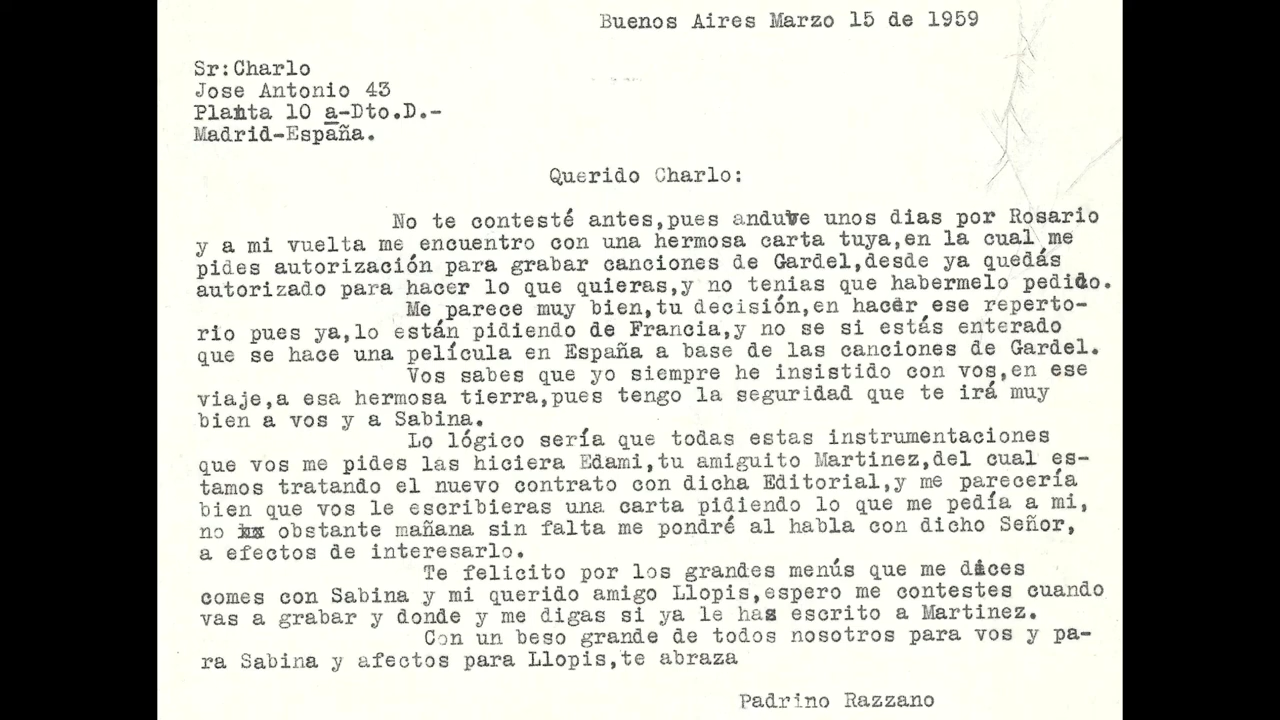 Buenos Aires Marzo 15 de 1959
Sr:Charlo
Jose Antonio 43
Planta 10 a-Dto.D.-
Madrid-España.
Querido Charlo:
No te contesté antes,pues anduve unos dias por Rosario
y a mi vuelta me encuentro con una hermosa carta tuya,en la cual me
pides autorización para grabar canciones de Gardel,desde ya quedás
autorizado para hacer lo que quieras,y no tenias que habermelo pedido.
Me parece muy bien,tu decisión,en hacer ese reperto-
rio pues ya,lo están pidiendo de Francia,y no se si estás enterado
que se hace una película en España a base de las canciones de Gardel.
Vos sabes que yo siempre he insistido con vos,en ese
viaje,a esa hermosa tierra,pues tengo la seguridad que te irá muy
bien a vos y a Sabina.
Lo lógico sería que todas estas instrumentaciones
que vos me pides las hiciera Edami,tu amiguito Martinez,del cual es-
tamos tratando el nuevo contrato con dicha Editorial,y me parecería
bien que vos le escribieras una carta pidiendo lo que me pedía a mi,
no obstante mañana sin falta me pondré al habla con dicho Señor,
a efectos de interesarlo.
Te felicito por los grandes menús que me dices
comes con Sabina y mi querido amigo Llopis,espero me contestes cuando
vas a grabar y donde y me digas si ya le has escrito a Martinez.
Con un beso grande de todos nosotros para vos y pa-
ra Sabina y afectos para Llopis,te abraza
Padrino Razzano